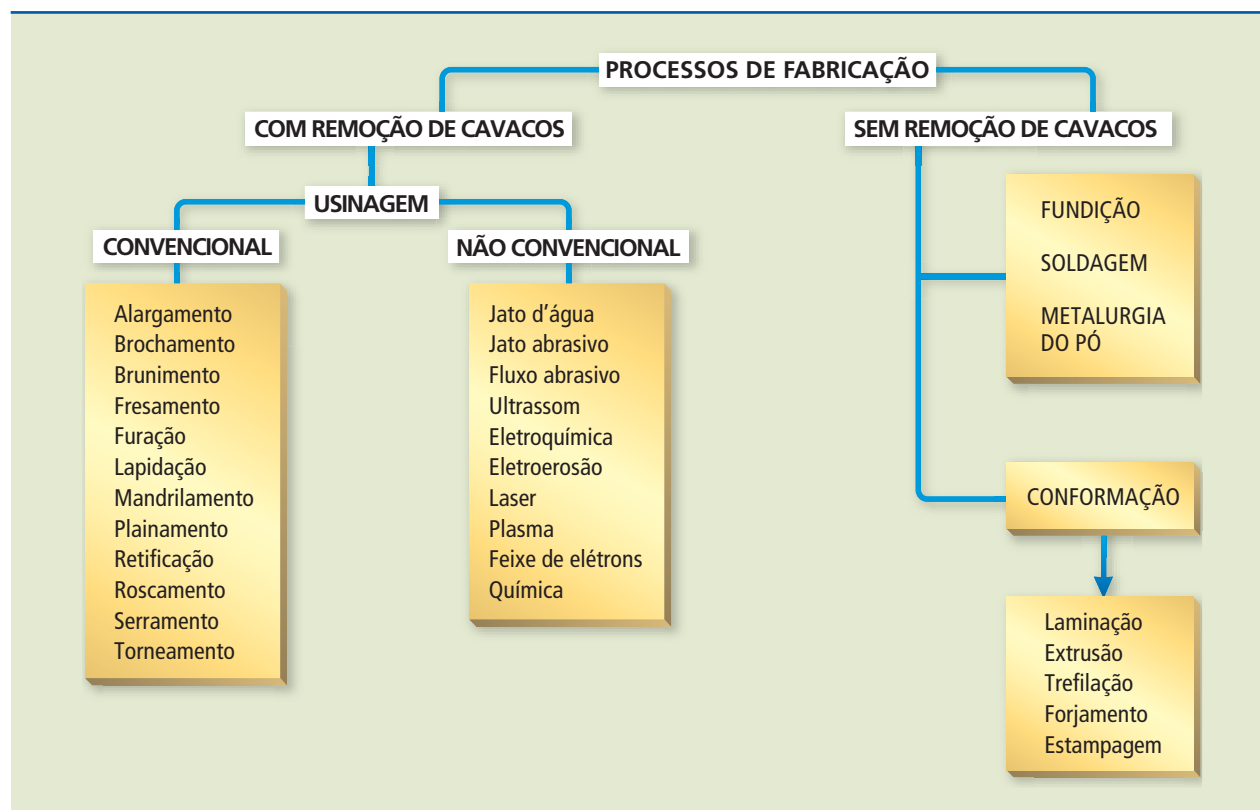 PROCESSOS DE FABRICAÇÃO
COM REMOÇÃO DE CAVACOS
USINAGEM
CONVENCIONAL
Alargamento
Brochamento
Brunimento
Fresamento
Furação
Lapidação
Mandrilamento
Plainamento
Retificação
Roscamento
Serramento
Torneamento
NÃO CONVENCIONAL
Jato d’água
Jato abrasivo
Fluxo abrasivo
Ultrassom
Eletroquímica
Eletroerosão
Laser
Plasma
Feixe de elétrons
Química
SEM REMOÇÃO DE CAVACOS
FUNDIÇÃO
SOLDAGEM
METALURGIA
DO PÓ
CONFORMAÇÃO
Laminação
Extrusão
Trefilação
Forjamento
Estampagem